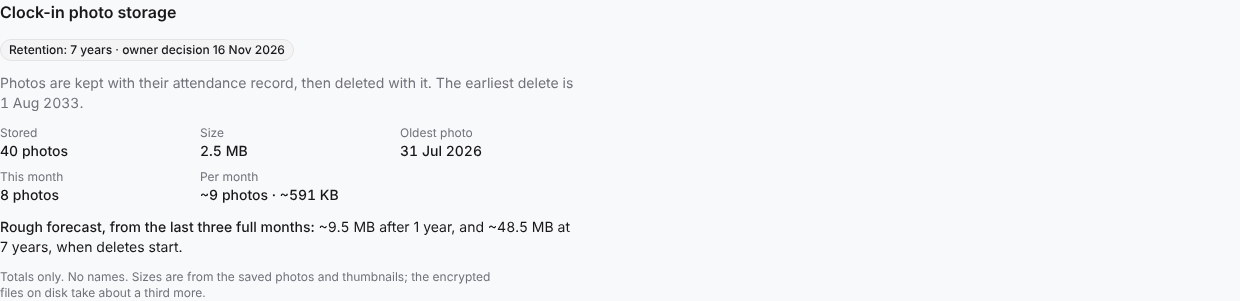 Clock-in photo storage
Retention: 7 years · owner decision 16 Nov 2026
Photos are kept with their attendance record, then deleted with it. The earliest delete is
1 Aug 2033.
Stored
40 photos
Size
2.5 MB
Oldest photo
31 Jul 2026
This month
8 photos
Per month
~9 photos · ~591 KB
Rough forecast, from the last three full months: ~9.5 MB after 1 year, and ~48.5 MB at
7 years, when deletes start.
Totals only. No names. Sizes are from the saved photos and thumbnails; the encrypted
files on disk take about a third more.